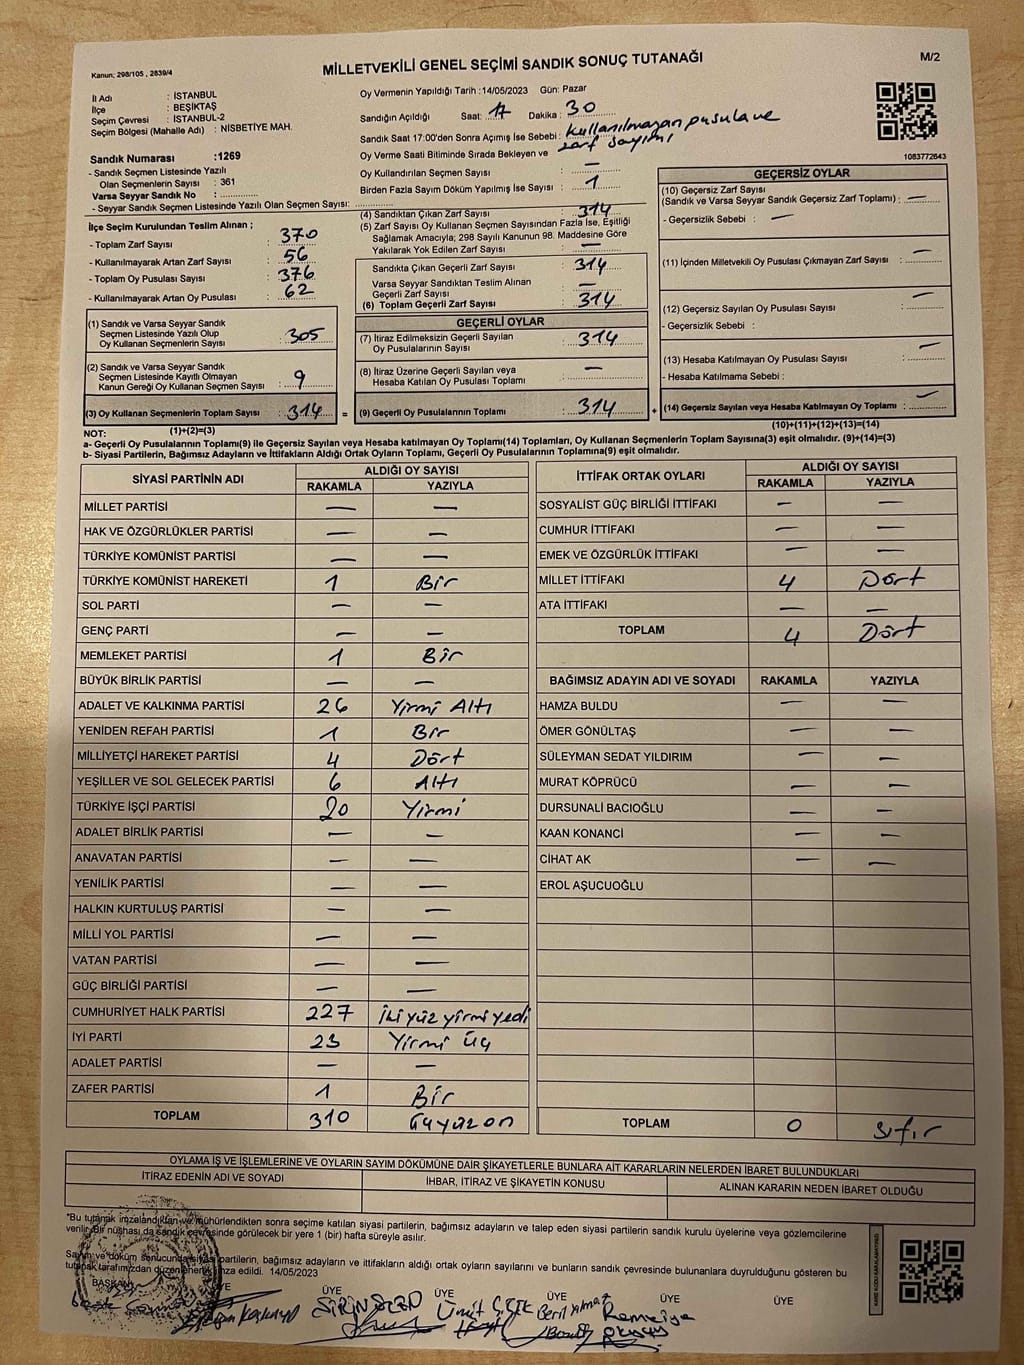 Kanun; 298/105 , 2839/4
MİLLETVEKİLİ GENEL SEÇİMİ SANDIK SONUÇ TUTANAĞI
M/2
İl Adı : İSTANBUL
İlçe : BEŞİKTAŞ
Seçim Çevresi : İSTANBUL-2
Seçim Bölgesi (Mahalle Adı) : NİSBETİYE MAH.
Sandık Numarası :1269
- Sandık Seçmen Listesinde Yazılı
Olan Seçmenlerin Sayısı : 361
Varsa Seyyar Sandık No : ..............
- Seyyar Sandık Seçmen Listesinde Yazılı Olan Seçmen Sayısı: ..............
Oy Vermenin Yapıldığı Tarih :14/05/2023 Gün: Pazar
Sandığın Açıldığı Saat: 17 Dakika : 30
Sandık Saat 17:00'den Sonra Açımış İse Sebebi : kullanılmayan pusula ve
zarf sayımı
Oy Verme Saati Bitiminde Sırada Bekleyen ve
Oy Kullandırılan Seçmen Sayısı : —
Birden Fazla Sayım Döküm Yapılmış İse Sayısı : 1
1083772643
İlçe Seçim Kurulundan Teslim Alınan ;
- Toplam Zarf Sayısı : 370
- Kullanılmayarak Artan Zarf Sayısı : 56
- Toplam Oy Pusulası Sayısı : 376
- Kullanılmayarak Artan Oy Pusulası : 62
(1) Sandık ve Varsa Seyyar Sandık
Seçmen Listesinde Yazılı Olup
Oy Kullanan Seçmenlerin Sayısı : 305
(2) Sandık ve Varsa Seyyar Sandık
Seçmen Listesinde Kayıtlı Olmayan
Kanun Gereği Oy Kullanan Seçmen Sayısı : 9
(3) Oy Kullanan Seçmenlerin Toplam Sayısı : 314
(1)+(2)=(3)
(4) Sandıktan Çıkan Zarf Sayısı : 314
(5) Zarf Sayısı Oy Kullanan Seçmen Sayısından Fazla İse, Eşitliği
Sağlamak Amacıyla; 298 Sayılı Kanunun 98. Maddesine Göre
Yakılarak Yok Edilen Zarf Sayısı : —
Sandıkta Çıkan Geçerli Zarf Sayısı : 314
Varsa Seyyar Sandıktan Teslim Alınan
Geçerli Zarf Sayısı : —
(6) Toplam Geçerli Zarf Sayısı : 314
GEÇERLİ OYLAR
(7) İtiraz Edilmeksizin Geçerli Sayılan
Oy Pusulalarının Sayısı : 314
(8) İtiraz Üzerine Geçerli Sayılan veya
Hesaba Katılan Oy Pusulası Toplamı : —
= (9) Geçerli Oy Pusulalarının Toplamı : 314 +
GEÇERSİZ OYLAR
(10) Geçersiz Zarf Sayısı
(Sandık ve Varsa Seyyar Sandık Geçersiz Zarf Toplamı) : —
- Geçersizlik Sebebi : —
(11) İçinden Milletvekili Oy Pusulası Çıkmayan Zarf Sayısı : —
(12) Geçersiz Sayılan Oy Pusulası Sayısı : —
- Geçersizlik Sebebi :
(13) Hesaba Katılmayan Oy Pusulası Sayısı : —
- Hesaba Katılmama Sebebi :
(14) Geçersiz Sayılan veya Hesaba Katılmayan Oy Toplamı : —
(10)+(11)+(12)+(13)=(14)
NOT:
a- Geçerli Oy Pusulalarının Toplamı(9) ile Geçersiz Sayılan veya Hesaba katılmayan Oy Toplamı(14) Toplamları, Oy Kullanan Seçmenlerin Toplam Sayısına(3) eşit olmalıdır. (9)+(14)=(3)
b- Siyasi Partilerin, Bağımsız Adayların ve İttifakların Aldığı Ortak Oyların Toplamı, Geçerli Oy Pusulalarının Toplamına(9) eşit olmalıdır.
SİYASİ PARTİNİN ADI ALDIĞI OY SAYISI
RAKAMLA YAZIYLA
MİLLET PARTİSİ — —
HAK VE ÖZGÜRLÜKLER PARTİSİ — —
TÜRKİYE KOMÜNİST PARTİSİ — —
TÜRKİYE KOMÜNİST HAREKETİ 1 Bir
SOL PARTİ — —
GENÇ PARTİ — —
MEMLEKET PARTİSİ 1 Bir
BÜYÜK BİRLİK PARTİSİ — —
ADALET VE KALKINMA PARTİSİ 26 Yirmi Altı
YENİDEN REFAH PARTİSİ 1 Bir
MİLLİYETÇİ HAREKET PARTİSİ 4 Dört
YEŞİLLER VE SOL GELECEK PARTİSİ 6 Altı
TÜRKİYE İŞÇİ PARTİSİ 20 Yirmi
ADALET BİRLİK PARTİSİ — —
ANAVATAN PARTİSİ — —
YENİLİK PARTİSİ — —
HALKIN KURTULUŞ PARTİSİ — —
MİLLİ YOL PARTİSİ — —
VATAN PARTİSİ — —
GÜÇ BİRLİĞİ PARTİSİ — —
CUMHURİYET HALK PARTİSİ 227 iki yüz yirmi yedi
İYİ PARTİ 23 Yirmi üç
ADALET PARTİSİ — —
ZAFER PARTİSİ 1 Bir
TOPLAM 310 üçyüz on
İTTİFAK ORTAK OYLARI ALDIĞI OY SAYISI
RAKAMLA YAZIYLA
SOSYALİST GÜÇ BİRLİĞİ İTTİFAKI — —
CUMHUR İTTİFAKI — —
EMEK VE ÖZGÜRLÜK İTTİFAKI — —
MİLLET İTTİFAKI 4 Dört
ATA İTTİFAKI — —
TOPLAM 4 Dört
BAĞIMSIZ ADAYIN ADI VE SOYADI RAKAMLA YAZIYLA
HAMZA BULDU — —
ÖMER GÖNÜLTAŞ — —
SÜLEYMAN SEDAT YILDIRIM — —
MURAT KÖPRÜCÜ — —
DURSUNALİ BACIOĞLU — —
KAAN KONANCİ — —
CİHAT AK — —
EROL AŞUCUOĞLU
TOPLAM 0 sıfır
OYLAMA İŞ VE İŞLEMLERİNE VE OYLARIN SAYIM DÖKÜMÜNE DAİR ŞİKAYETLERLE BUNLARA AİT KARARLARIN NELERDEN İBARET BULUNDUKLARI
İTİRAZ EDENİN ADI VE SOYADI İHBAR, İTİRAZ VE ŞİKAYETİN KONUSU ALINAN KARARIN NEDEN İBARET OLDUĞU
"Bu tutanak imzalandıktan ve mühürlendikten sonra seçime katılan siyasi partilerin, bağımsız adayların ve talep eden siyasi partilerin sandık kurulu üyelerine veya gözlemcilerine
verilir. Bir nüshası da sandık çevresinde görülecek bir yere 1 (bir) hafta süreyle asılır.
Sayım ve döküm sonucunda siyasi partilerin, bağımsız adayların ve ittifakların aldığı ortak oyların sayılarını ve bunların sandık çevresinde bulunanlara duyrulduğunu gösteren bu
tutanak tarafımızdan düzenlenerek imza edildi. 14/05/2023
BAŞKAN ÜYE ÜYE ÜYE ÜYE ÜYE ÜYE
ŞİRİN Ümit ÇİÇEK Beril Remziye